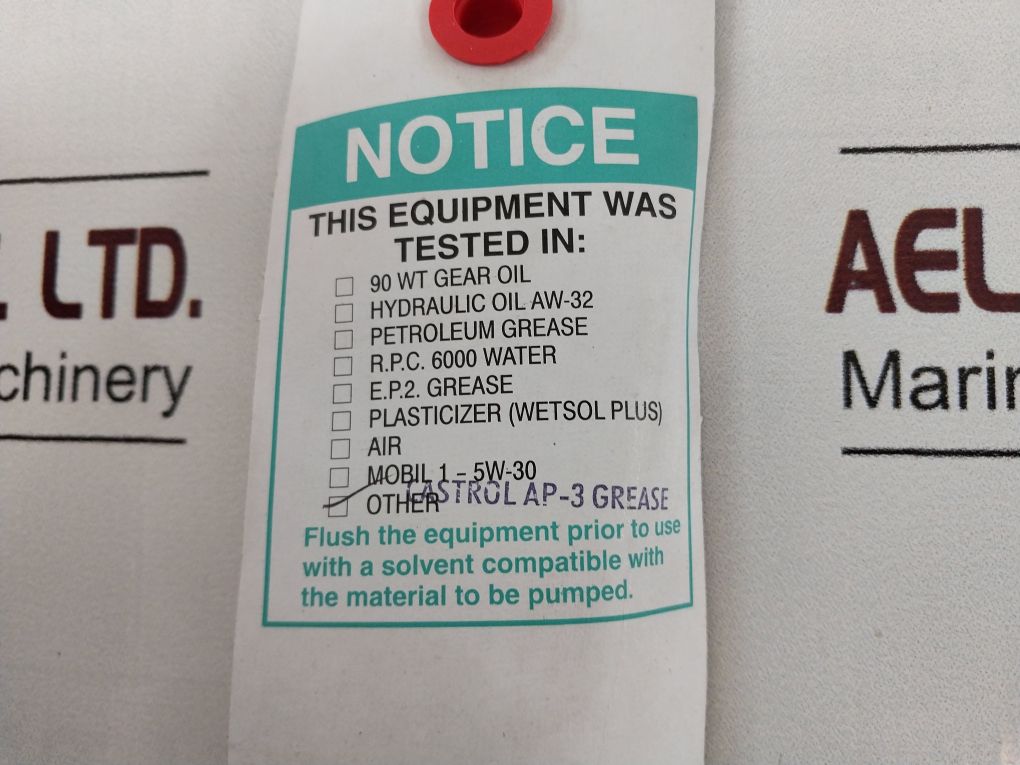 NOTICE
THIS EQUIPMENT WAS
TESTED IN:
90 WT GEAR OIL
HYDRAULIC OIL AW-32
PETROLEUM GREASE
R.P.C. 6000 WATER
E.P.2. GREASE
PLASTICIZER (WETSOL PLUS)
AIR
MOBIL 1 – 5W-30
OTHER CASTROL AP-3 GREASE
Flush the equipment prior to use
with a solvent compatible with
the material to be pumped.
LTD.
chinery
AEL
Marin